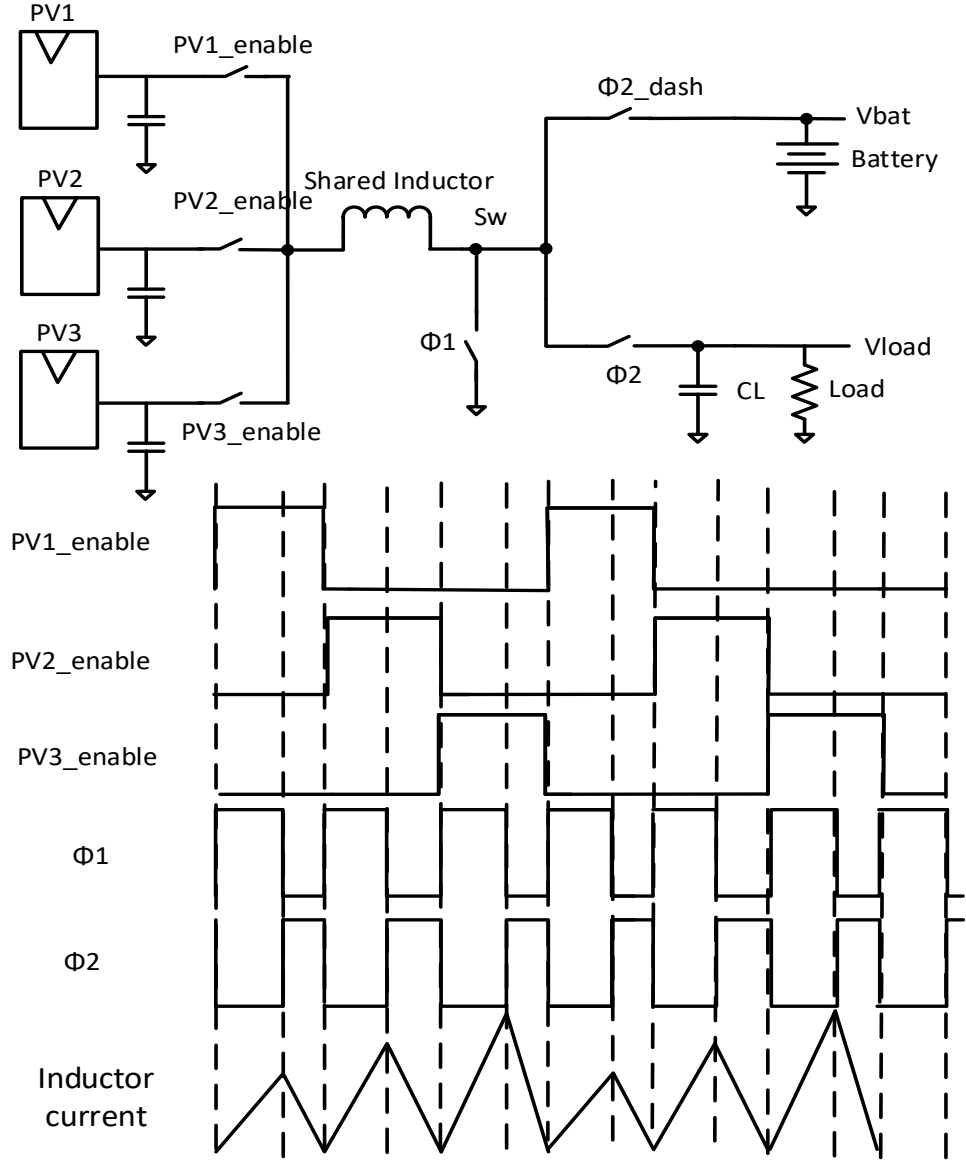 PV1
PV1_enable
Φ2_dash
Vbat
Battery
PV2
PV2_enable
Shared Inductor
Sw
PV3
Φ1
Vload
Φ2
CL
Load
PV3_enable
PV1_enable
PV2_enable
PV3_enable
Φ1
Φ2
Inductor
current